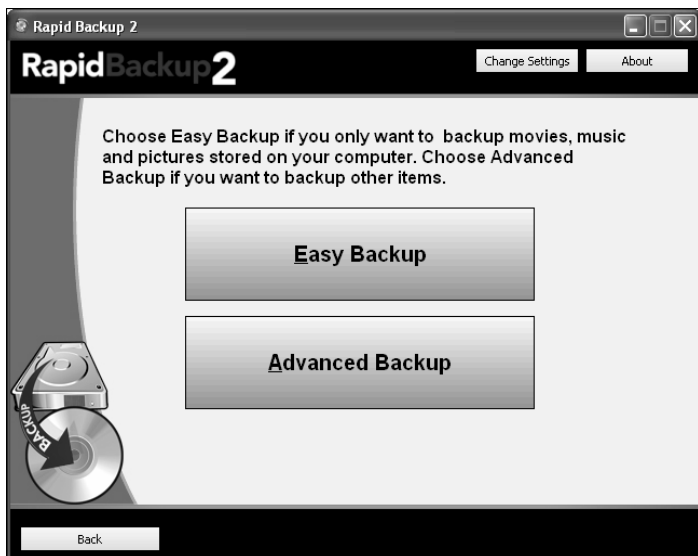 Rapid Backup 2
RapidBackup2
Change Settings
About
Choose Easy Backup if you only want to  backup movies, music
and pictures stored on your computer. Choose Advanced
Backup if you want to backup other items.
Easy Backup
Advanced Backup
BACKUP
Back